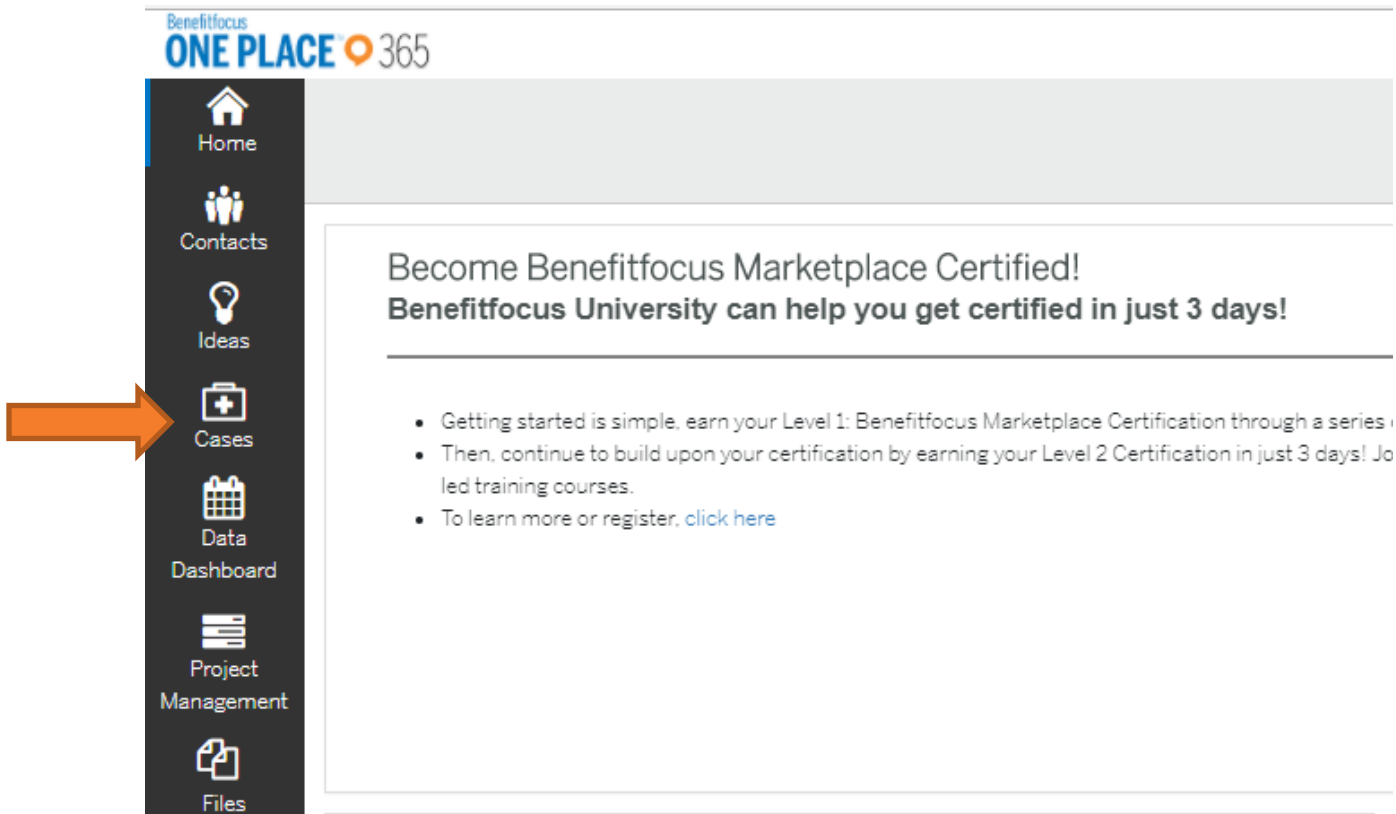 Benefitfocus
ONE PLACE™ 365
Home
Contacts
Ideas
Cases
Data
Dashboard
Project
Management
Files
Become Benefitfocus Marketplace Certified!
Benefitfocus University can help you get certified in just 3 days!
• Getting started is simple, earn your Level 1: Benefitfocus Marketplace Certification through a series
• Then, continue to build upon your certification by earning your Level 2 Certification in just 3 days! Jo
led training courses.
• To learn more or register, click here